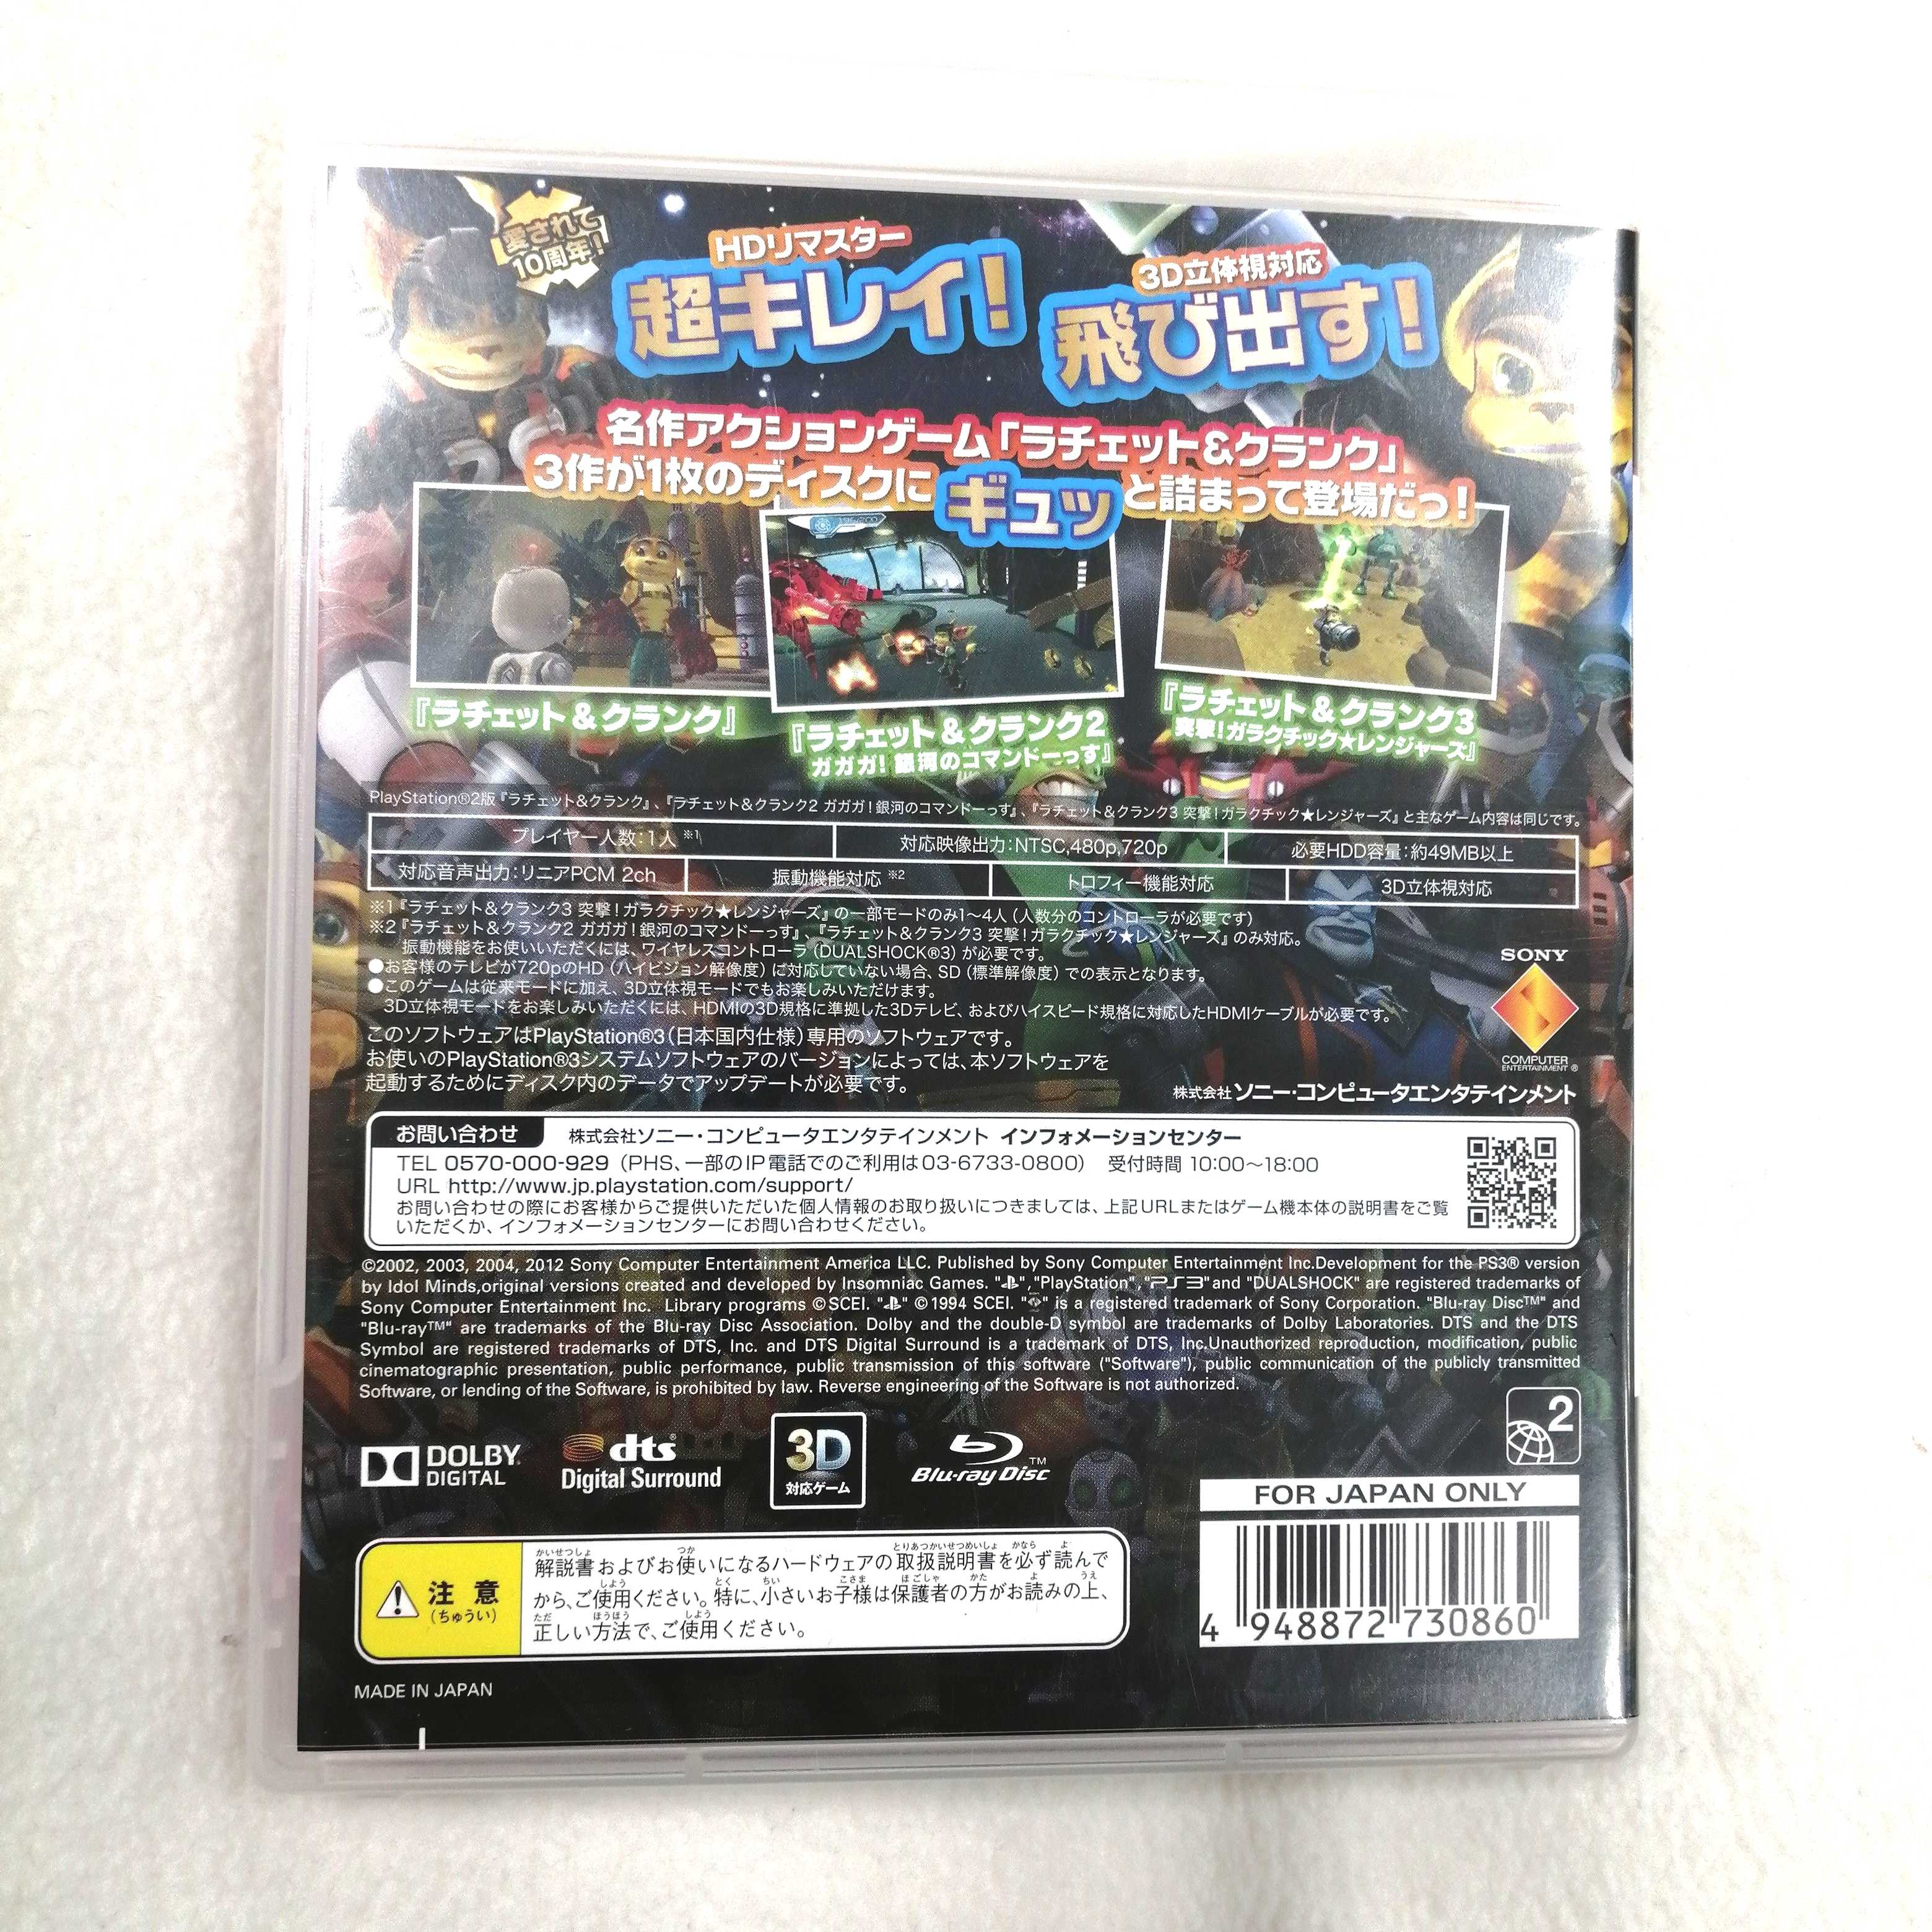 愛されて
10周年!
HDリマスター
超キレイ!
3D立体視対応
飛び出す!
名作アクションゲーム「ラチェット&クランク」
3作が1枚のディスクにギュッと詰まって登場だっ!
『ラチェット&クランク』
『ラチェット&クランク2
ガガガ!銀河のコマンドーっす』
『ラチェット&クランク3
突撃!ガラクチック★レンジャーズ』
PlayStation®2版『ラチェット&クランク』、『ラチェット&クランク2 ガガガ!銀河のコマンドーっす』、『ラチェット&クランク3 突撃!ガラクチック★レンジャーズ』と主なゲーム内容は同じです。
プレイヤー人数:1人 ※1
対応映像出力:NTSC,480p,720p
必要HDD容量:約49MB以上
対応音声出力:リニアPCM 2ch
振動機能対応 ※2
トロフィー機能対応
3D立体視対応
※1『ラチェット&クランク3 突撃!ガラクチック★レンジャーズ』の一部モードのみ1~4人(人数分のコントローラが必要です)
※2『ラチェット&クランク2 ガガガ!銀河のコマンドーっす』、『ラチェット&クランク3 突撃!ガラクチック★レンジャーズ』のみ対応。
振動機能をお使いいただくには、ワイヤレスコントローラ(DUALSHOCK®3)が必要です。
●お客様のテレビが720pのHD(ハイビジョン解像度)に対応していない場合、SD(標準解像度)での表示となります。
●このゲームは従来モードに加え、3D立体視モードでもお楽しみいただけます。
3D立体視モードをお楽しみいただくには、HDMIの3D規格に準拠した3Dテレビ、およびハイスピード規格に対応したHDMIケーブルが必要です。
このソフトウェアはPlayStation®3(日本国内仕様)専用のソフトウェアです。
お使いのPlayStation®3システムソフトウェアのバージョンによっては、本ソフトウェアを
起動するためにディスク内のデータでアップデートが必要です。
SONY
COMPUTER
ENTERTAINMENT®
株式会社ソニー・コンピュータエンタテインメント
お問い合わせ 株式会社ソニー・コンピュータエンタテインメント インフォメーションセンター
TEL 0570-000-929(PHS、一部のIP電話でのご利用は03-6733-0800) 受付時間 10:00~18:00
URL http://www.jp.playstation.com/support/
お問い合わせの際にお客様からご提供いただいた個人情報のお取り扱いにつきましては、上記URLまたはゲーム機本体の説明書をご覧
いただくか、インフォメーションセンターにお問い合わせください。
©2002, 2003, 2004, 2012 Sony Computer Entertainment America LLC. Published by Sony Computer Entertainment Inc.Development for the PS3® version
by Idol Minds,original versions created and developed by Insomniac Games. "", "PlayStation", "PS3" and "DUALSHOCK" are registered trademarks of
Sony Computer Entertainment Inc. Library programs ©SCEI. "" ©1994 SCEI. "" is a registered trademark of Sony Corporation. "Blu-ray Disc™" and
"Blu-ray™" are trademarks of the Blu-ray Disc Association. Dolby and the double-D symbol are trademarks of Dolby Laboratories. DTS and the DTS
Symbol are registered trademarks of DTS, Inc. and DTS Digital Surround is a trademark of DTS, Inc.Unauthorized reproduction, modification, public
cinematographic presentation, public performance, public transmission of this software ("Software"), public communication of the publicly transmitted
Software, or lending of the Software, is prohibited by law. Reverse engineering of the Software is not authorized.
DOLBY
DIGITAL
dts
Digital Surround
3D
対応ゲーム
Blu-ray Disc™
2
FOR JAPAN ONLY
4 948872 730860
注意
(ちゅうい)
解説書およびお使いになるハードウェアの取扱説明書を必ず読んで
から、ご使用ください。特に、小さいお子様は保護者の方がお読みの上、
正しい方法で、ご使用ください。
MADE IN JAPAN